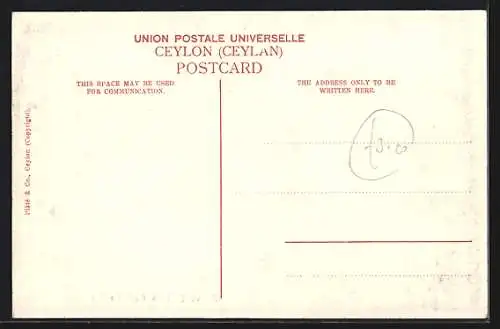 UNION POSTALE UNIVERSELLE
CEYLON (CEYLAN)
POSTCARD
THIS SPACE MAY BE USED
FOR COMMUNICATION.
THE ADDRESS ONLY TO BE
WRITTEN HERE.
Plâté & Co., Ceylon (Copyright).